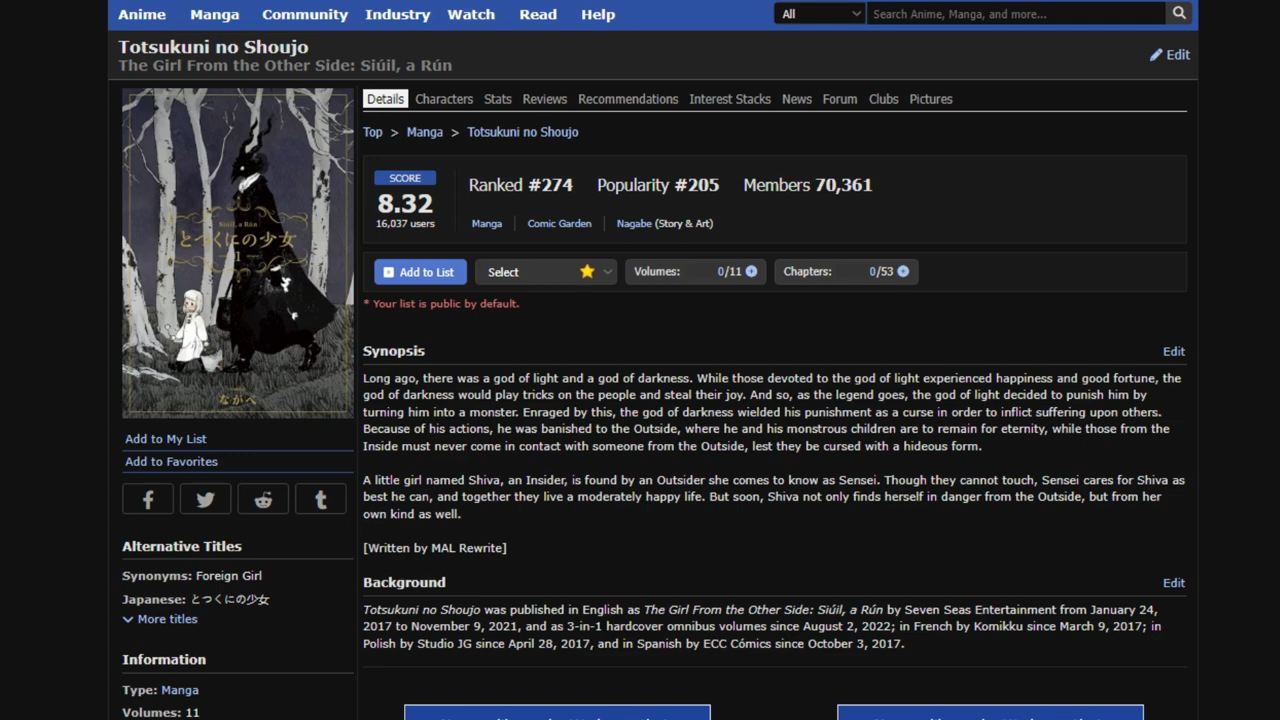 Anime Manga Community Industry Watch Read Help All Search Anime, Manga, and more...
Totsukuni no Shoujo
The Girl From the Other Side: Siúil, a Rún
Edit
Siúil, a Rún
とつくにの少女
1
ながべ
Add to My List
Add to Favorites
Alternative Titles
Synonyms: Foreign Girl
Japanese: とつくにの少女
More titles
Information
Type: Manga
Volumes: 11
Details Characters Stats Reviews Recommendations Interest Stacks News Forum Clubs Pictures
Top > Manga > Totsukuni no Shoujo
SCORE
8.32
16,037 users
Ranked #274 Popularity #205 Members 70,361
Manga Comic Garden Nagabe (Story & Art)
Add to List Select Volumes: 0/11 Chapters: 0/53
* Your list is public by default.
Synopsis Edit
Long ago, there was a god of light and a god of darkness. While those devoted to the god of light experienced happiness and good fortune, the
god of darkness would play tricks on the people and steal their joy. And so, as the legend goes, the god of light decided to punish him by
turning him into a monster. Enraged by this, the god of darkness wielded his punishment as a curse in order to inflict suffering upon others.
Because of his actions, he was banished to the Outside, where he and his monstrous children are to remain for eternity, while those from the
Inside must never come in contact with someone from the Outside, lest they be cursed with a hideous form.
A little girl named Shiva, an Insider, is found by an Outsider she comes to know as Sensei. Though they cannot touch, Sensei cares for Shiva as
best he can, and together they live a moderately happy life. But soon, Shiva not only finds herself in danger from the Outside, but from her
own kind as well.
[Written by MAL Rewrite]
Background Edit
Totsukuni no Shoujo was published in English as The Girl From the Other Side: Siúil, a Rún by Seven Seas Entertainment from January 24,
2017 to November 9, 2021, and as 3-in-1 hardcover omnibus volumes since August 2, 2022; in French by Komikku since March 9, 2017; in
Polish by Studio JG since April 28, 2017, and in Spanish by ECC Cómics since October 3, 2017.